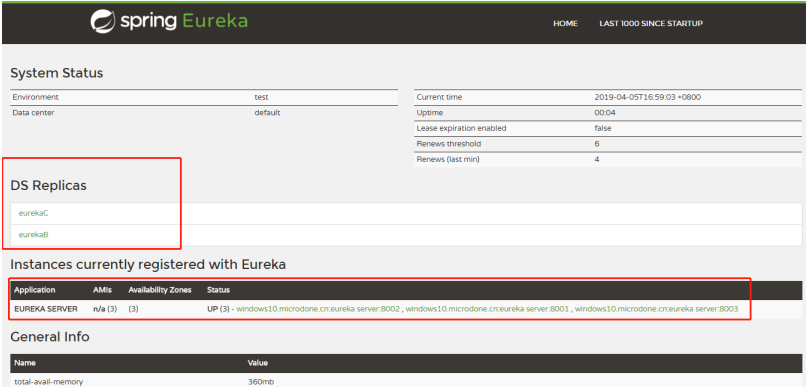 spring Eureka HOME LAST 1000 SINCE STARTUP
System Status
Environment test Current time 2019-04-05T16:59:03 +0800
Data center default Uptime 00:04
Lease expiration enabled false
Renews threshold 6
Renews (last min) 4
DS Replicas
eurekaC
eurekaB
Instances currently registered with Eureka
Application AMIs Availability Zones Status
EUREKA SERVER n/a (3) (3) UP (3) - windows10.microdone.cn:eureka server:8002 , windows10.microdone.cn:eureka server:8001 , windows10.microdone.cn:eureka server:8003
General Info
Name Value
total-avail-memory 360mb